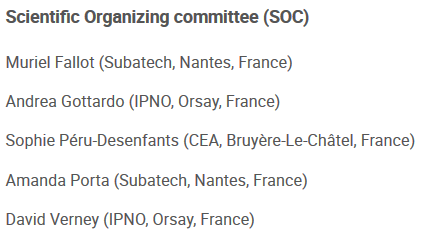 Scientific Organizing committee (SOC)
Muriel Fallot (Subatech, Nantes, France)
Andrea Gottardo (IPNO, Orsay, France)
Sophie Péru-Desenfants (CEA, Bruyère-Le-Châtel, France)
Amanda Porta (Subatech, Nantes, France)
David Verney (IPNO, Orsay, France)